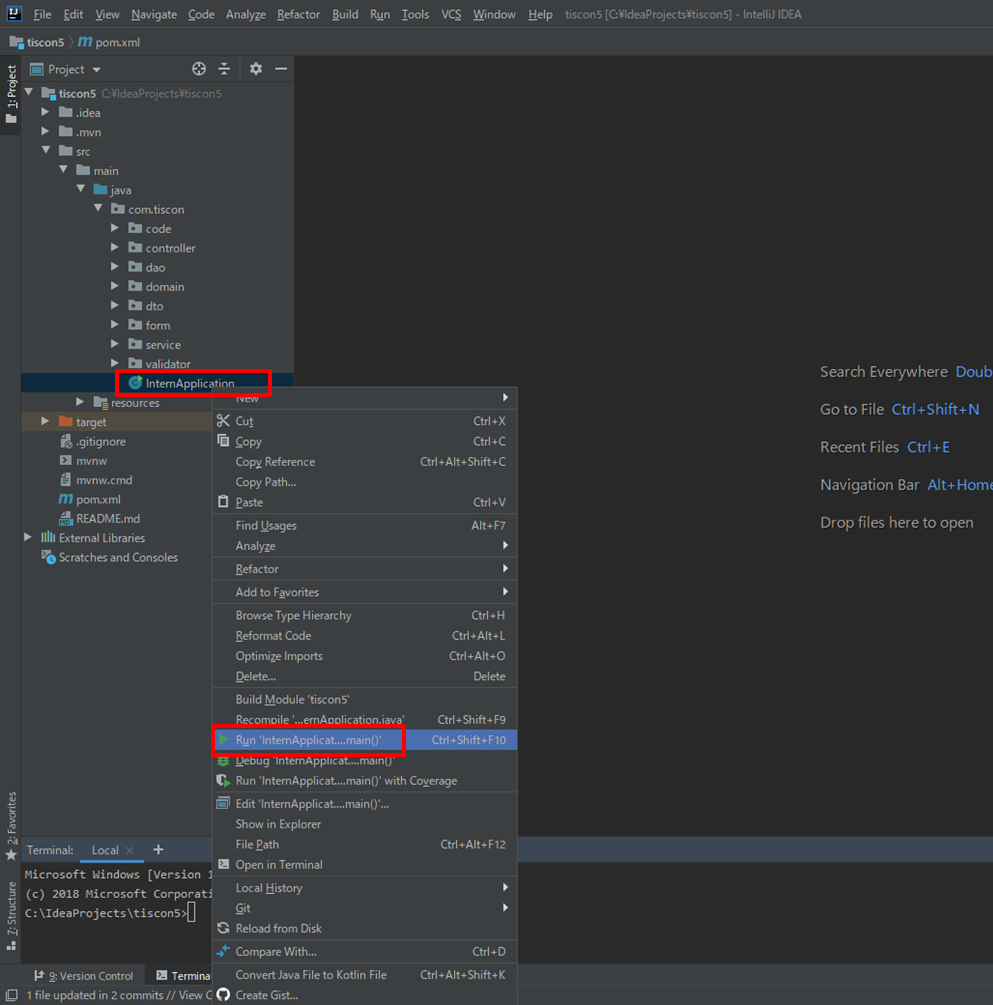 File Edit View Navigate Code Analyze Refactor Build Run Tools VCS Window Help tiscon5 [C:¥IdeaProjects¥tiscon5] - IntelliJ IDEA
tiscon5 pom.xml
1: Project
Project
tiscon5 C:¥IdeaProjects¥tiscon5
.idea
.mvn
src
main
java
com.tiscon
code
controller
dao
domain
dto
form
service
validator
InternApplication
resources
target
.gitignore
mvnw
mvnw.cmd
pom.xml
README.md
External Libraries
Scratches and Consoles
New
Cut Ctrl+X
Copy Ctrl+C
Copy Reference Ctrl+Alt+Shift+C
Copy Path...
Paste Ctrl+V
Find Usages Alt+F7
Analyze
Refactor
Add to Favorites
Browse Type Hierarchy Ctrl+H
Reformat Code Ctrl+Alt+L
Optimize Imports Ctrl+Alt+O
Delete... Delete
Build Module 'tiscon5'
Recompile '...ernApplication.java' Ctrl+Shift+F9
Run 'InternApplicat....main()' Ctrl+Shift+F10
Debug 'InternApplicat....main()'
Run 'InternApplicat....main()' with Coverage
Edit 'InternApplicat....main()'...
Show in Explorer
File Path Ctrl+Alt+F12
Open in Terminal
Local History
Git
Reload from Disk
Compare With... Ctrl+D
Convert Java File to Kotlin File Ctrl+Alt+Shift+K
Create Gist...
Search Everywhere Doub
Go to File Ctrl+Shift+N
Recent Files Ctrl+E
Navigation Bar Alt+Home
Drop files here to open
2: Favorites
7: Structure
Terminal: Local
Microsoft Windows [Version 1
(c) 2018 Microsoft Corporati
C:\IdeaProjects\tiscon5>
9: Version Control Terminal
1 file updated in 2 commits // View C